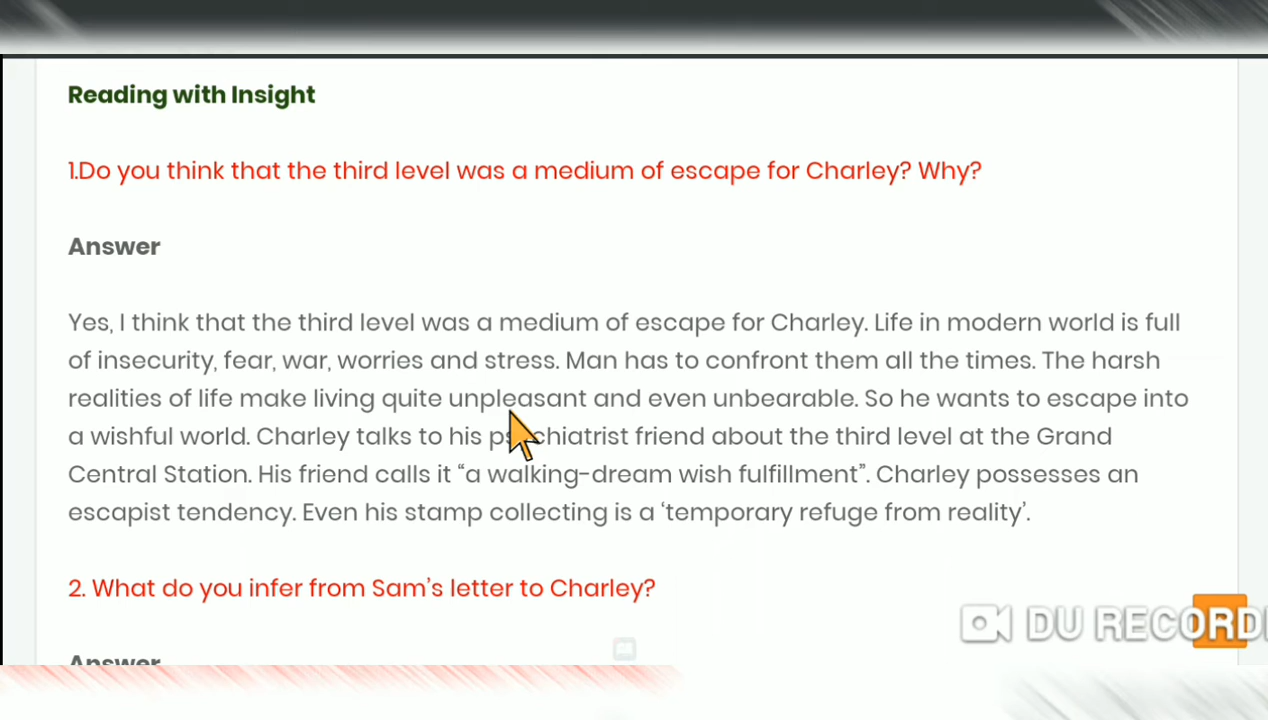 Reading with Insight
1.Do you think that the third level was a medium of escape for Charley? Why?
Answer
Yes, I think that the third level was a medium of escape for Charley. Life in modern world is full
of insecurity, fear, war, worries and stress. Man has to confront them all the times. The harsh
realities of life make living quite unpleasant and even unbearable. So he wants to escape into
a wishful world. Charley talks to his psychiatrist friend about the third level at the Grand
Central Station. His friend calls it “a walking-dream wish fulfillment”. Charley possesses an
escapist tendency. Even his stamp collecting is a ‘temporary refuge from reality’.
2. What do you infer from Sam’s letter to Charley?
Answer
DU RECORD